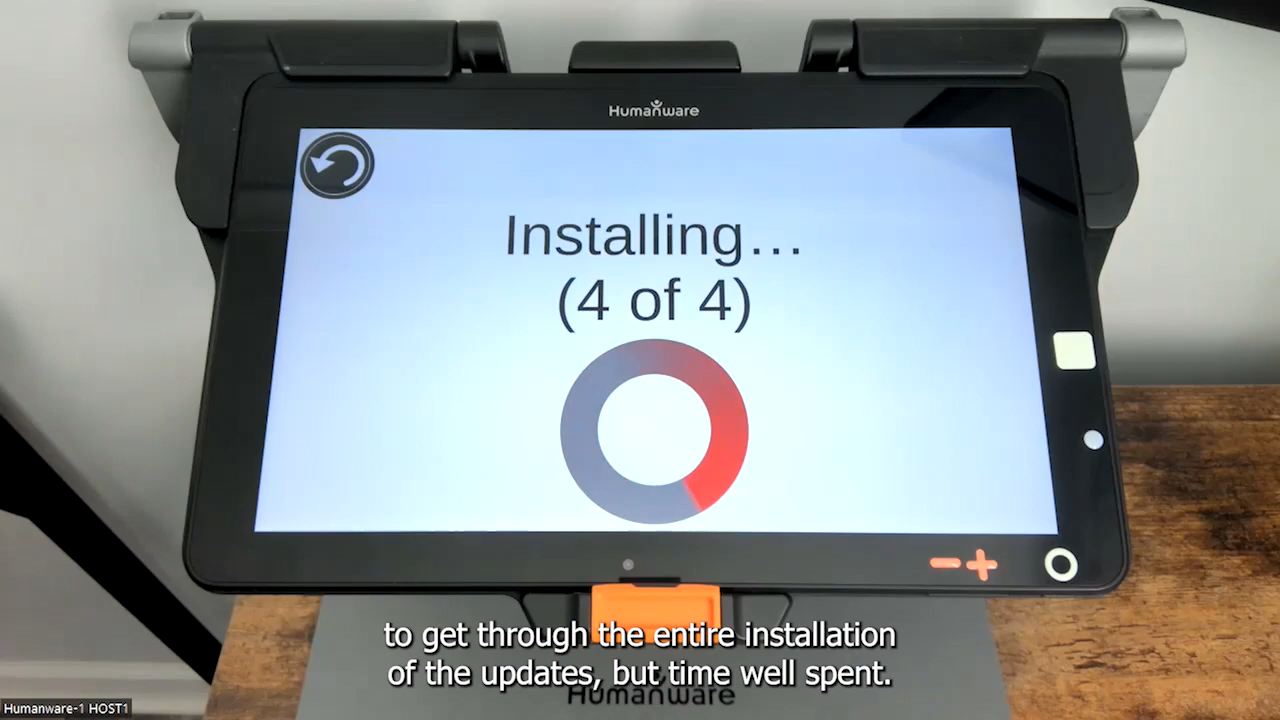 Humanware
Installing...
(4 of 4)
to get through the entire installation
of the updates, but time well spent.
Humanware
Humanware-1 HOST1